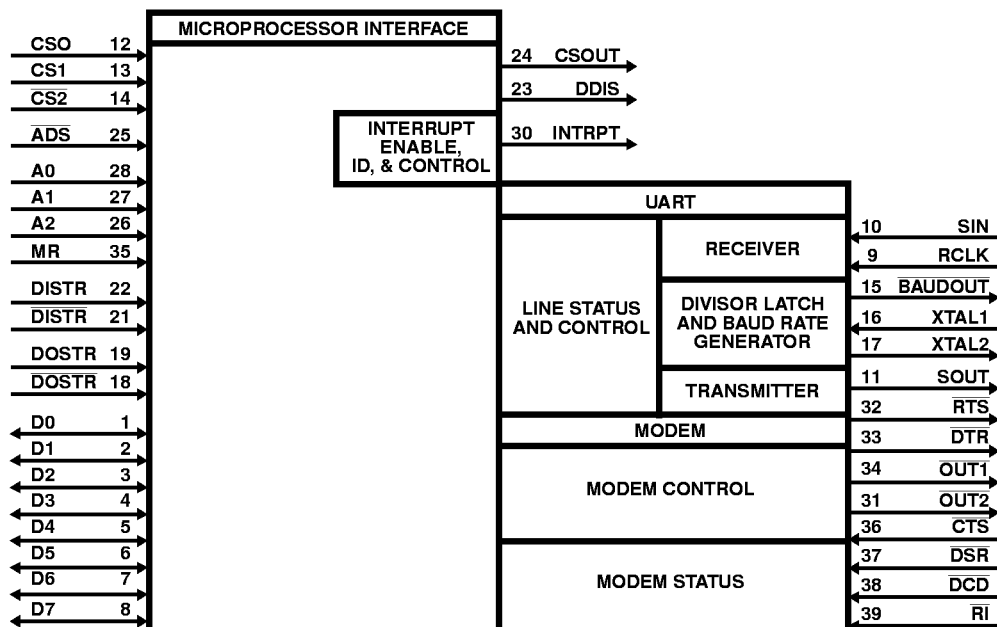 MICROPROCESSOR INTERFACE
CSO 12
CS1 13
CS2 14
ADS 25
A0 28
A1 27
A2 26
MR 35
DISTR 22
DISTR 21
DOSTR 19
DOSTR 18
D0 1
D1 2
D2 3
D3 4
D4 5
D5 6
D6 7
D7 8
24 CSOUT
23 DDIS
30 INTRPT
INTERRUPT
ENABLE,
ID, & CONTROL
UART
LINE STATUS
AND CONTROL
RECEIVER
DIVISOR LATCH
AND BAUD RATE
GENERATOR
TRANSMITTER
MODEM
MODEM CONTROL
MODEM STATUS
10 SIN
9 RCLK
15 BAUDOUT
16 XTAL1
17 XTAL2
11 SOUT
32 RTS
33 DTR
34 OUT1
31 OUT2
36 CTS
37 DSR
38 DCD
39 RI